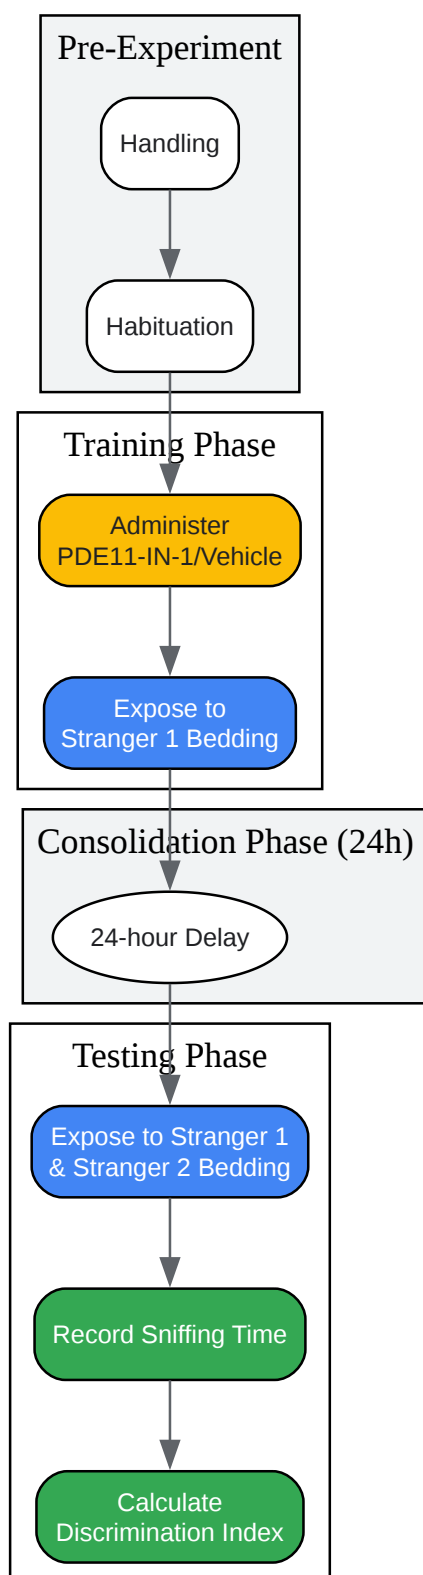 Pre-Experiment
Handling
Habituation
Training Phase
Administer
PDE11-IN-1/Vehicle
Expose to
Stranger 1 Bedding
Consolidation Phase (24h)
24-hour Delay
Testing Phase
Expose to Stranger 1
& Stranger 2 Bedding
Record Sniffing Time
Calculate
Discrimination Index